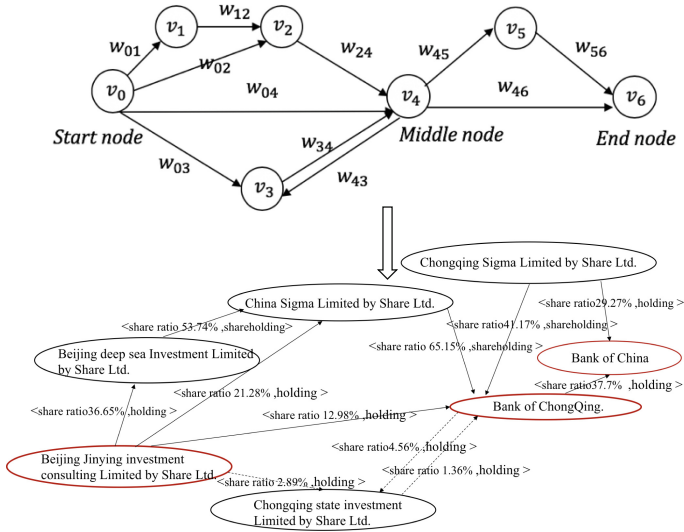 v1
w12
v2
w01
w02
w24
v0
w04
v4
w45
v5
w56
w46
v6
Start node
Middle node
End node
w03
w34
w43
v3
Chongqing Sigma Limited by Share Ltd.
China Sigma Limited by Share Ltd.
<share ratio29.27% ,holding >
<share ratio 53.74% ,shareholding>
<share ratio41.17% ,shareholding >
<share ratio 65.15% ,shareholding >
Beijing deep sea Investment Limited
by Share Ltd.
Bank of China
<share ratio37.7% ,holding >
<share ratio 21.28% ,holding >
<share ratio36.65% ,holding >
<share ratio 12.98% ,holding >
Bank of ChongQing.
<share ratio4.56% ,holding >
Beijing Jinying investment
consulting Limited by Share Ltd.
<share ratio 1.36% ,holding >
<share ratio 2.89% ,holding >
Chongqing state investment
Limited by Share Ltd.